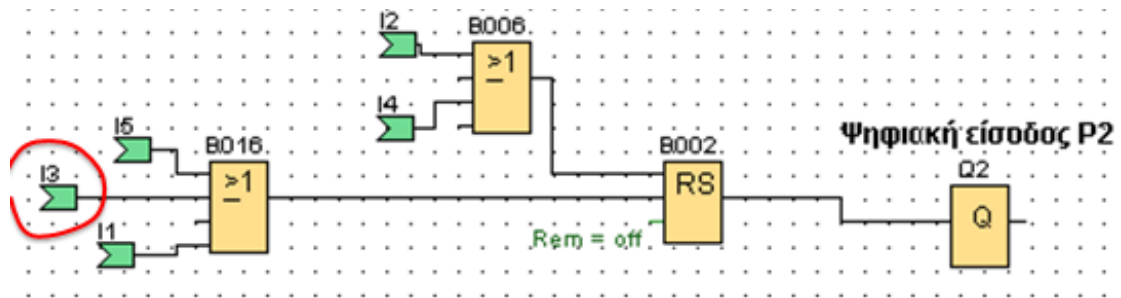 I2
B006
≥1
I4
I5
B016
Ψηφιακή είσοδος P2
I3
≥1
B002
RS
Q2
Q
I1
Rem = off